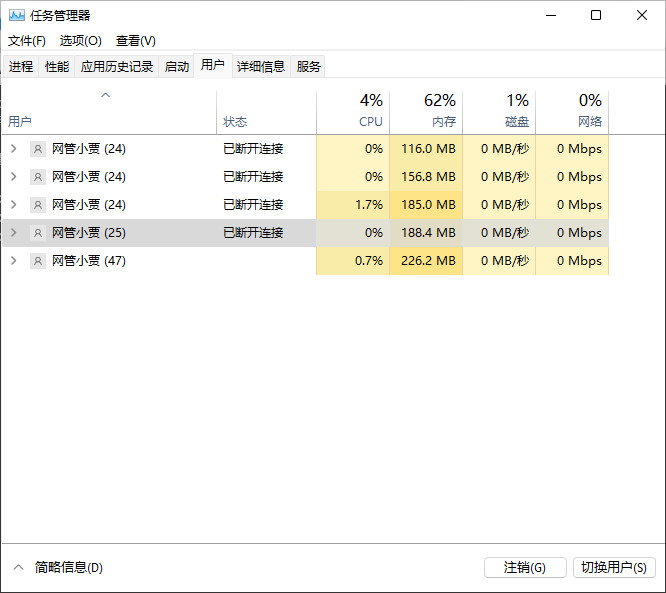 任务管理器
文件(F) 选项(O) 查看(V)
进程 性能 应用历史记录 启动 用户 详细信息 服务
4% 62% 1% 0%
用户 状态 CPU 内存 磁盘 网络
网管小贾 (24) 已断开连接 0% 116.0 MB 0 MB/秒 0 Mbps
网管小贾 (24) 已断开连接 0% 156.8 MB 0 MB/秒 0 Mbps
网管小贾 (24) 已断开连接 1.7% 185.0 MB 0 MB/秒 0 Mbps
网管小贾 (25) 已断开连接 0% 188.4 MB 0 MB/秒 0 Mbps
网管小贾 (47) 0.7% 226.2 MB 0 MB/秒 0 Mbps
简略信息(D) 注销(G) 切换用户(S)